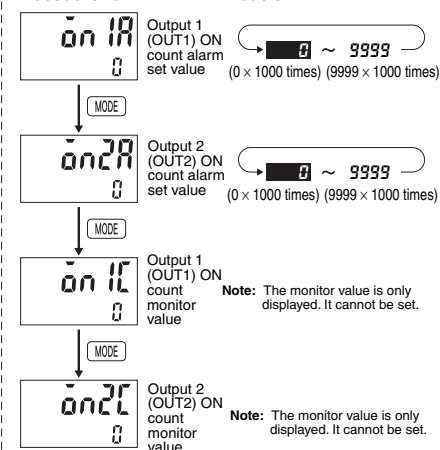 on1A
0
Output 1
(OUT1) ON
count alarm
set value
0 ~ 9999
(0 × 1000 times) (9999 × 1000 times)
MODE
on2A
0
Output 2
(OUT2) ON
count alarm
set value
0 ~ 9999
(0 × 1000 times) (9999 × 1000 times)
MODE
on1C
0
Output 1
(OUT1) ON
count
monitor
value
Note: The monitor value is only
displayed. It cannot be set.
MODE
on2C
0
Output 2
(OUT2) ON
count
monitor
value
Note: The monitor value is only
displayed. It cannot be set.